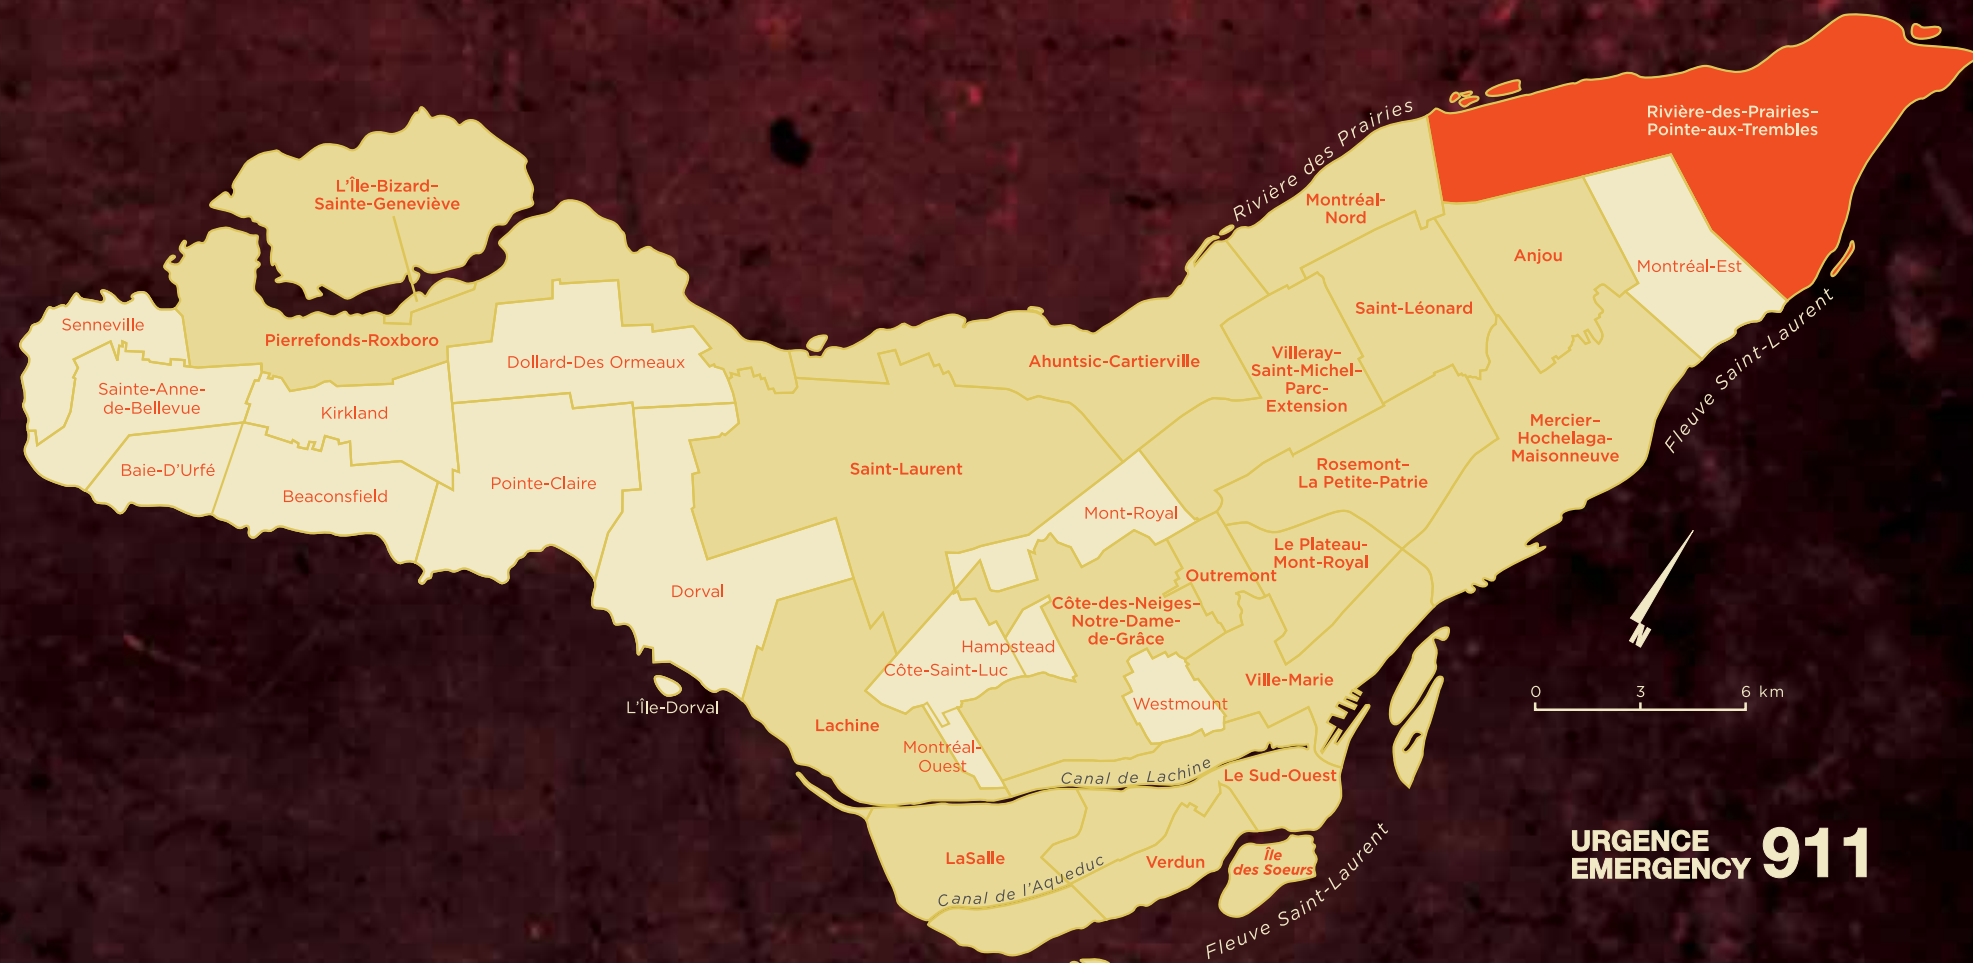 Rivière-des-Prairies–
Pointe-aux-Trembles
Rivière des Prairies
L'Île-Bizard–
Sainte-Geneviève
Montréal-
Nord
Anjou
Montréal-Est
Saint-Léonard
Senneville
Pierrefonds-Roxboro
Dollard-Des Ormeaux
Ahuntsic-Cartierville
Villeray–
Saint-Michel–
Parc-
Extension
Fleuve Saint-Laurent
Sainte-Anne-
de-Bellevue
Kirkland
Mercier–
Hochelaga-
Maisonneuve
Baie-D'Urfé
Beaconsfield
Pointe-Claire
Saint-Laurent
Rosemont–
La Petite-Patrie
Mont-Royal
Le Plateau-
Mont-Royal
Outremont
Dorval
Côte-des-Neiges–
Notre-Dame-
de-Grâce
Hampstead
Côte-Saint-Luc
Ville-Marie
Westmount
L'Île-Dorval
Lachine
Montréal-
Ouest
Canal de Lachine
Le Sud-Ouest
LaSalle
Canal de l'Aqueduc
Verdun
Île
des Soeurs
Fleuve Saint-Laurent
N
0 3 6 km
URGENCE
EMERGENCY 911